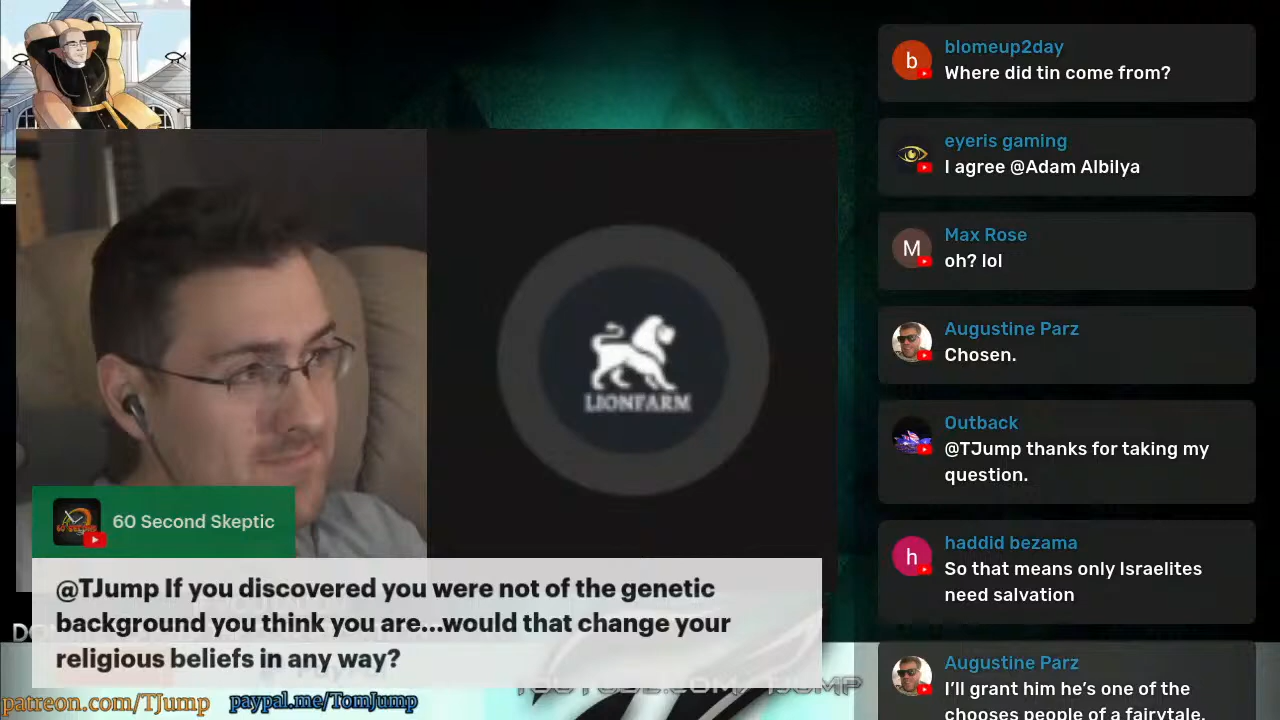 blomeup2day
Where did tin come from?
eyeris gaming
I agree @Adam Albilya
M
Max Rose
oh? lol
Augustine Parz
Chosen.
Outback
@TJump thanks for taking my
question.
haddid bezama
So that means only Israelites
need salvation
Augustine Parz
I'll grant him he's one of the
chooses people of a fairytale.
b
h
LIONFARM
60 Second Skeptic
@TJump If you discovered you were not of the genetic
background you think you are...would that change your
religious beliefs in any way?
patreon.com/TJump
paypal.me/TomJump
YOUTUBE.COM/TJUMP